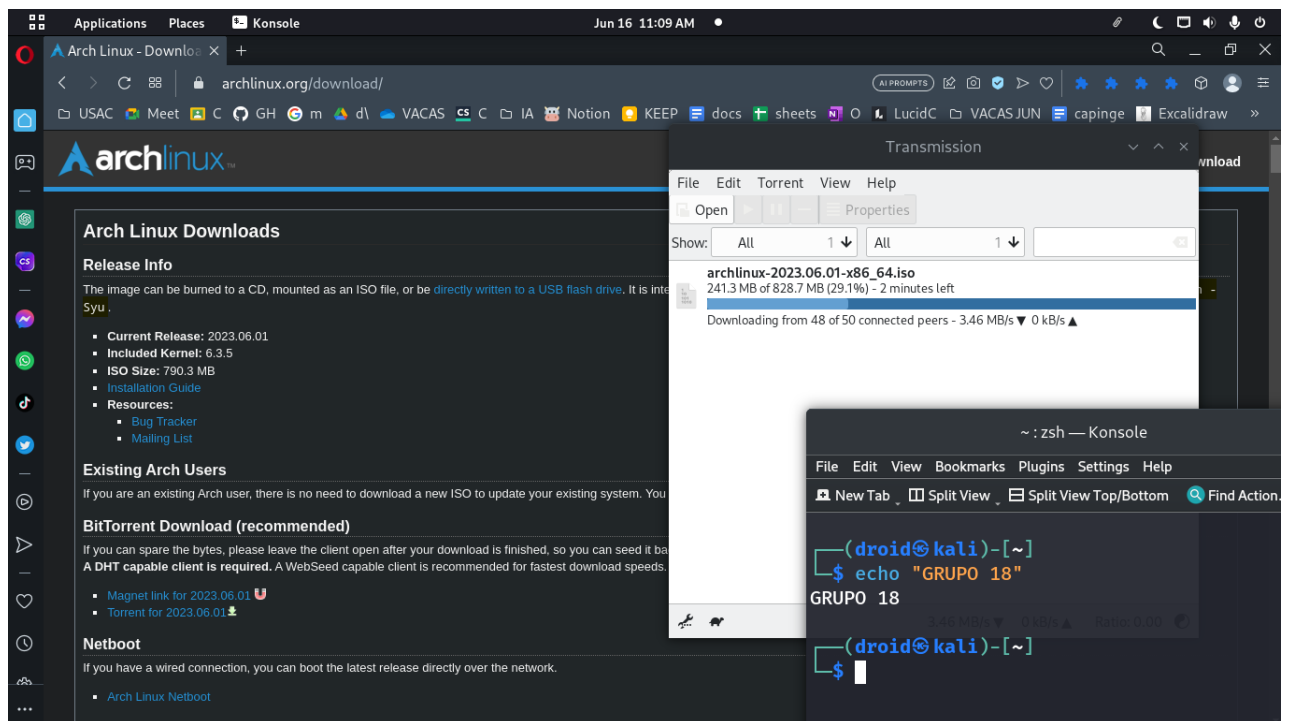 Applications Places Konsole Jun 16 11:09 AM
Arch Linux - Downloa
archlinux.org/download/ AI PROMPTS
USAC Meet C GH m d\ VACAS CS C IA Notion KEEP docs sheets O LucidC VACAS JUN capinge Excalidraw »
archlinux™
wnload
Arch Linux Downloads
Release Info
The image can be burned to a CD, mounted as an ISO file, or be directly written to a USB flash drive. It is inte
Syu.
Current Release: 2023.06.01
Included Kernel: 6.3.5
ISO Size: 790.3 MB
Installation Guide
Resources:
Bug Tracker
Mailing List
Existing Arch Users
If you are an existing Arch user, there is no need to download a new ISO to update your existing system. You
BitTorrent Download (recommended)
If you can spare the bytes, please leave the client open after your download is finished, so you can seed it ba
A DHT capable client is required. A WebSeed capable client is recommended for fastest download speeds.
Magnet link for 2023.06.01
Torrent for 2023.06.01
Netboot
If you have a wired connection, you can boot the latest release directly over the network.
Arch Linux Netboot
Transmission
File Edit Torrent View Help
Open Properties
Show: All 1 All 1
archlinux-2023.06.01-x86_64.iso
241.3 MB of 828.7 MB (29.1%) - 2 minutes left
Downloading from 48 of 50 connected peers - 3.46 MB/s ▼ 0 kB/s ▲
3.46 MB/s ▼ 0 kB/s ▲ Ratio: 0.00
~ : zsh — Konsole
File Edit View Bookmarks Plugins Settings Help
New Tab Split View Split View Top/Bottom Find Action.
┌──(droid㉿kali)-[~]
└─$ echo "GRUPO 18"
GRUPO 18
┌──(droid㉿kali)-[~]
└─$